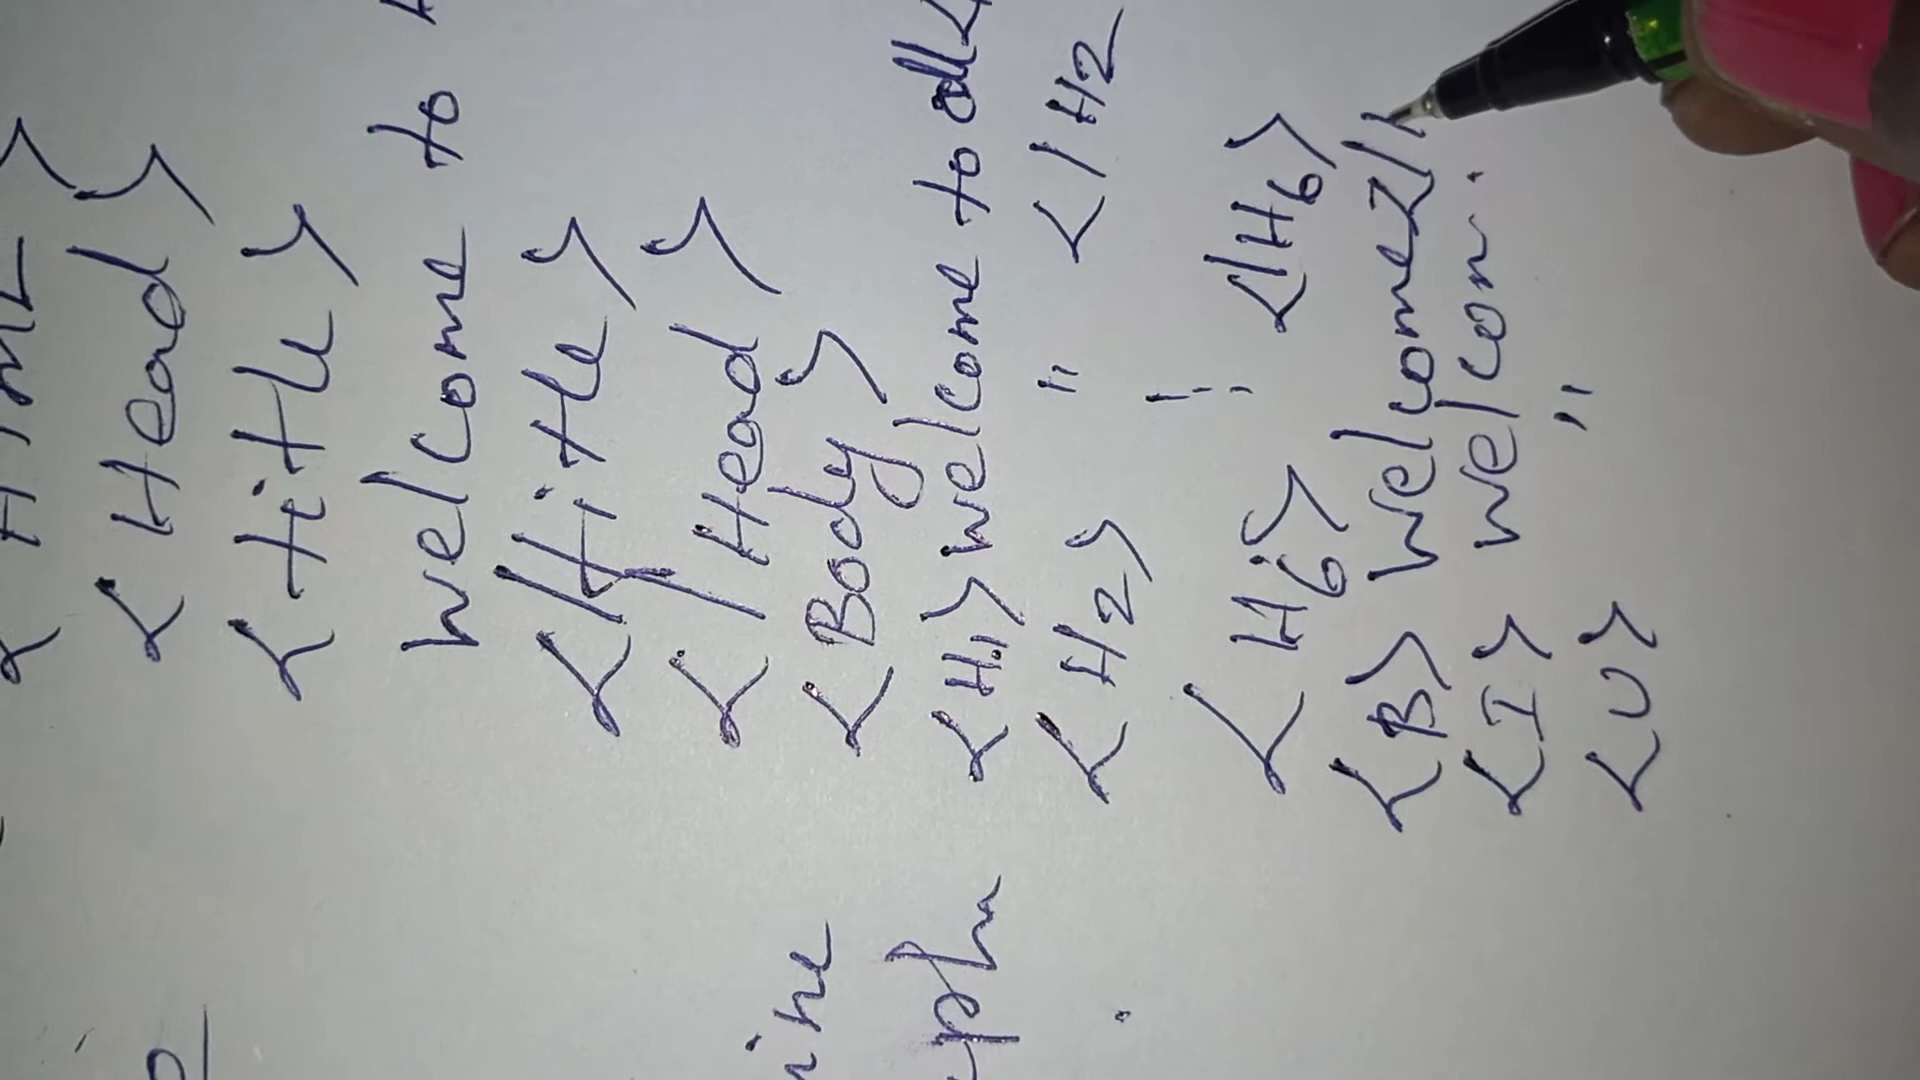 <HTML>
<Head>
<title>
welcome to
</title>
</Head>
<Body>
<H1> welcome to all <
<H2> " </H2
<H6> </H6>
<B> welcome </
<I> welcom.
<U> "